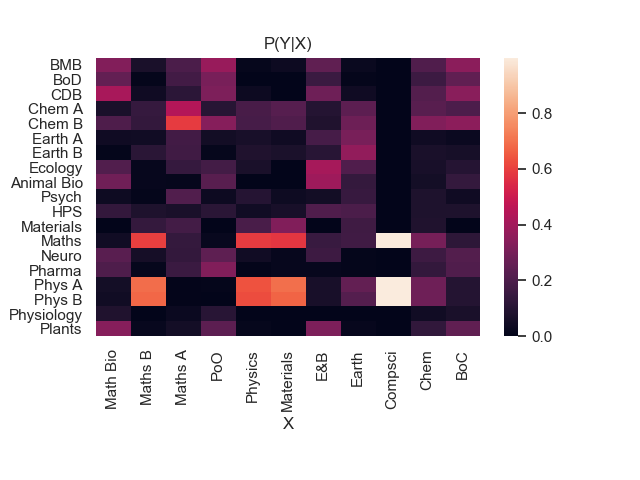 P(Y|X)
BMB
BoD
CDB
Chem A
Chem B
Earth A
Earth B
Ecology
Animal Bio
Psych
HPS
Materials
Maths
Neuro
Pharma
Phys A
Phys B
Physiology
Plants
Math Bio
Maths B
Maths A
PoO
Physics
Materials
E&B
Earth
Compsci
Chem
BoC
X
0.8
0.6
0.4
0.2
0.0